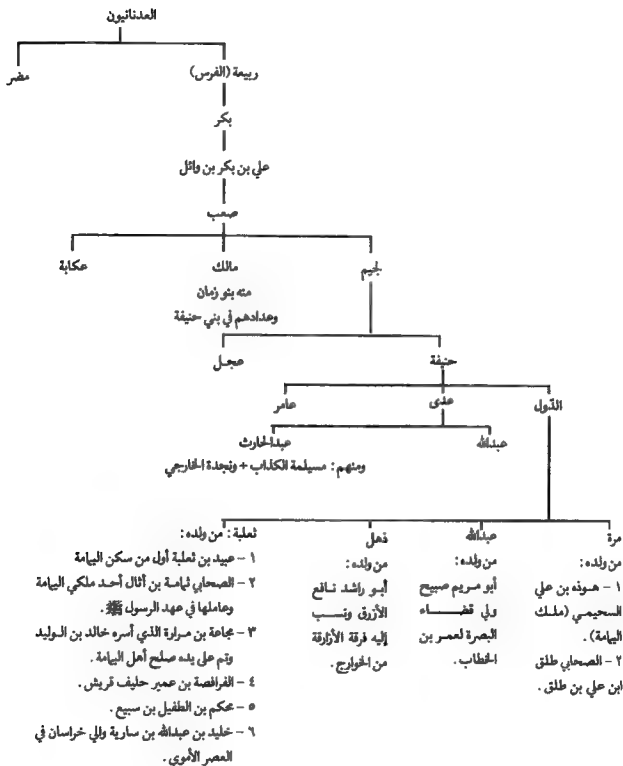 العدنانيون
ربيعة (الفرس)
مضر
بكر
علي بن بكر بن وائل
صعب
لجيم
مالك
عكابة
منه بنو زمان
وعدادهم في بني حنيفة
حنيفة
عجل
الدّول
عدى
عامر
عبدالله
عبدالحارث
ومنهم: مسيلمة الكذاب + ونجدة الخارجي
مرة
من ولده:
١ – هوذه بن علي
السحيمي (ملك
اليمامة).
٢ – الصحابي طلق
ابن علي بن طلق.
عبدالله
من ولده:
أبو مريم صبيح
ولي قضاء
البصرة لعمر بن
الخطاب.
ذهل
من ولده:
أبو راشد نافع
الأزرق وتنسب
إليه فرقة الأزارقة
من الخوارج.
ثعلبة: من ولده:
١ – عبيد بن ثعلبة أول من سكن اليمامة
٢ – الصحابي ثمامة بن أثال أحد ملكي اليمامة
وعاملها في عهد الرسول ﷺ.
٣ – مجاعة بن مرارة الذي أسره خالد بن الوليد
وتم على يده صلح أهل اليمامة.
٤ – الفرافصة بن عمير حليف قريش.
٥ – محكم بن الطفيل بن سبيع.
٦ – خليد بن عبدالله بن سارية والي خراسان في
العصر الأموي.